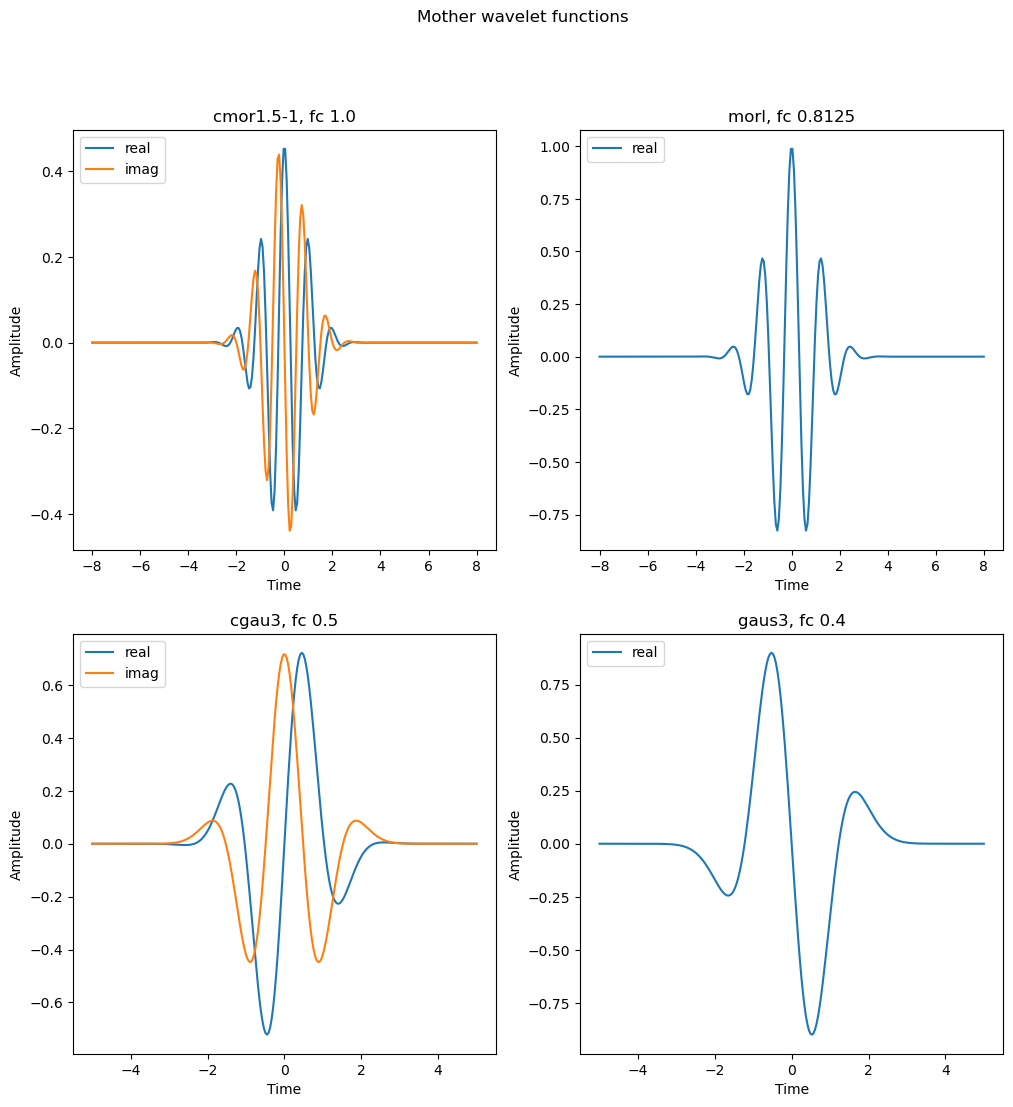 Mother wavelet functions
cmor1.5-1, fc 1.0
real
imag
0.4
0.2
0.0
−0.2
−0.4
Amplitude
−8 −6 −4 −2 0 2 4 6 8
Time
morl, fc 0.8125
real
1.00
0.75
0.50
0.25
0.00
−0.25
−0.50
−0.75
Amplitude
−8 −6 −4 −2 0 2 4 6 8
Time
cgau3, fc 0.5
real
imag
0.6
0.4
0.2
0.0
−0.2
−0.4
−0.6
Amplitude
−4 −2 0 2 4
Time
gaus3, fc 0.4
real
0.75
0.50
0.25
0.00
−0.25
−0.50
−0.75
Amplitude
−4 −2 0 2 4
Time